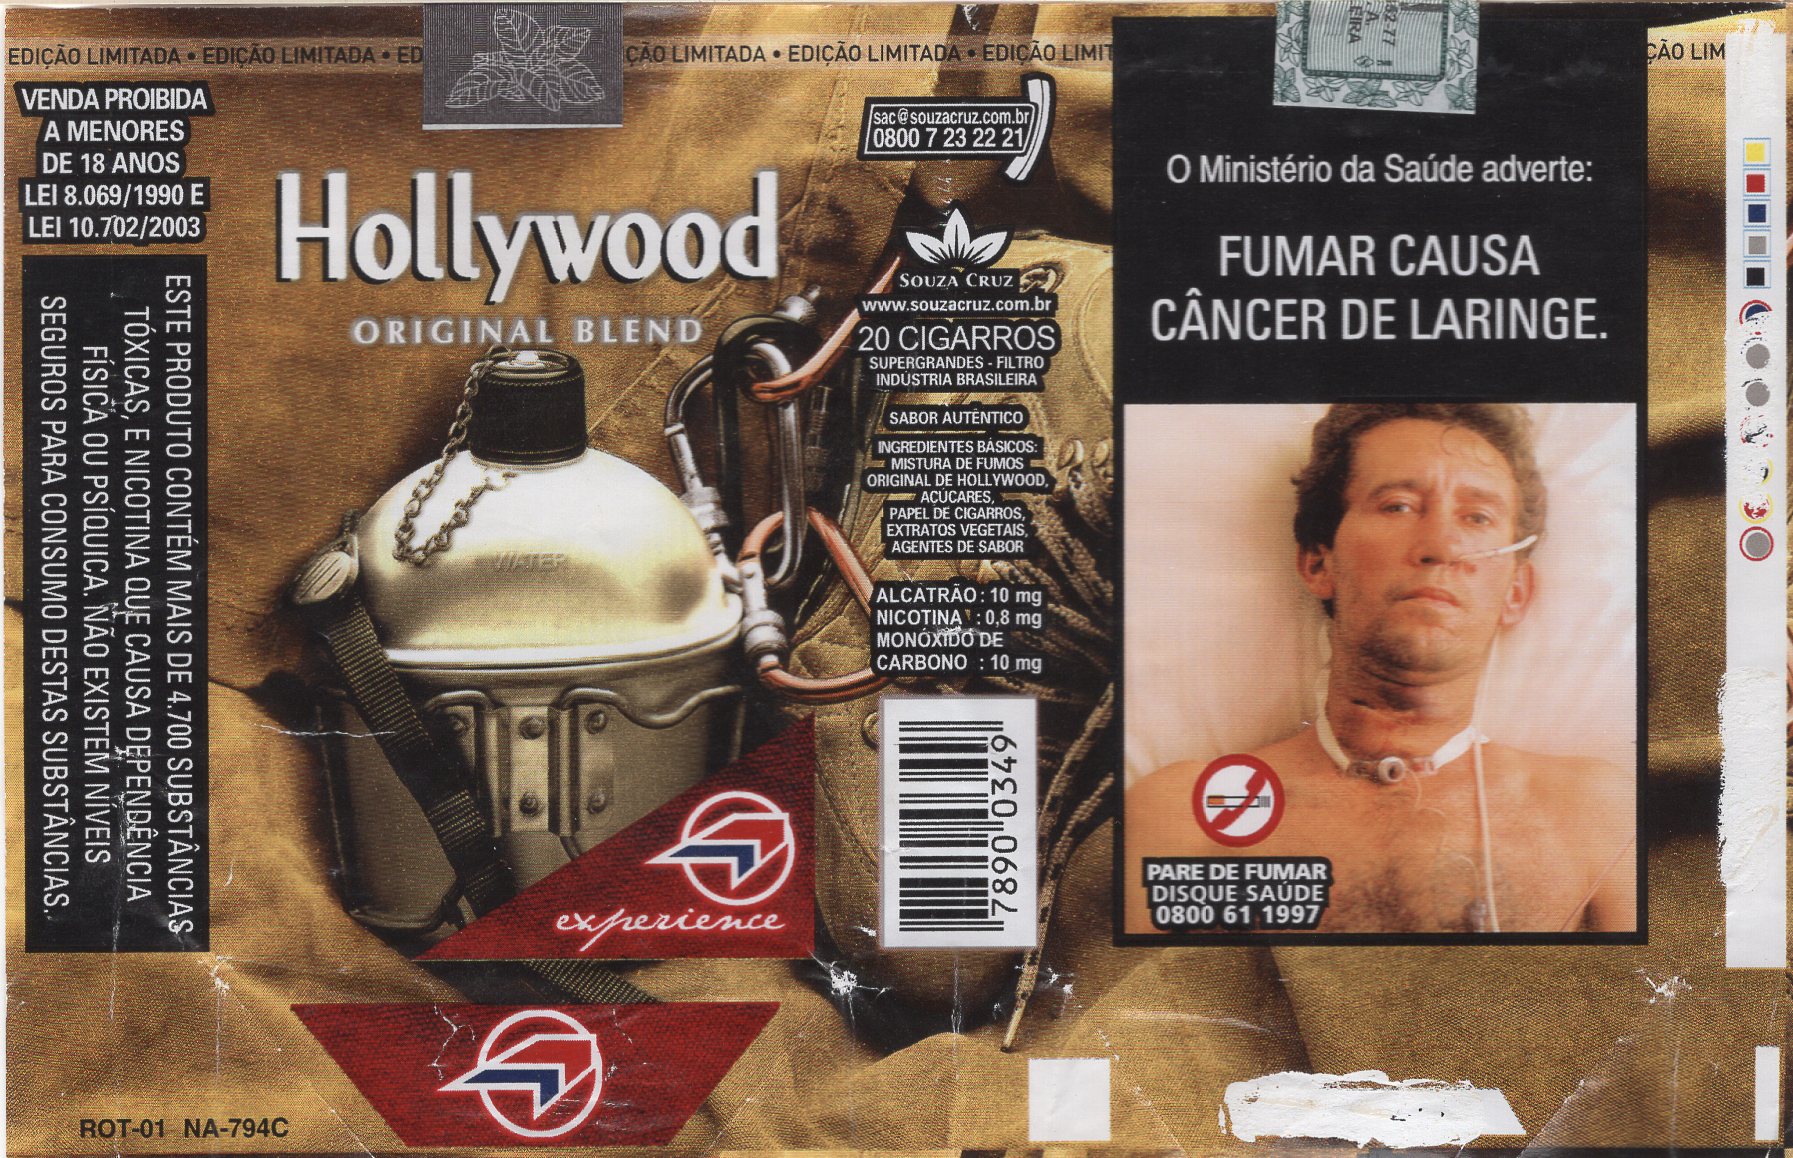 EDIÇÃO LIMITADA • EDIÇÃO LIMITADA • ED
ÇÃO LIMITADA • EDIÇÃO LIMITADA • EDIÇÃO LIMIT
ÇÃO LIM
VENDA PROIBIDA
A MENORES
DE 18 ANOS
LEI 8.069/1990 E
LEI 10.702/2003
ESTE PRODUTO CONTÉM MAIS DE 4.700 SUBSTÂNCIAS
TÓXICAS, E NICOTINA QUE CAUSA DEPENDÊNCIA
FÍSICA OU PSÍQUICA. NÃO EXISTEM NÍVEIS
SEGUROS PARA CONSUMO DESTAS SUBSTÂNCIAS.
Hollywood
ORIGINAL BLEND
WATER
experience
ROT-01 NA-794C
sac@souzacruz.com.br
0800 7 23 22 21
SOUZA CRUZ
www.souzacruz.com.br
20 CIGARROS
SUPERGRANDES - FILTRO
INDÚSTRIA BRASILEIRA
SABOR AUTÊNTICO
INGREDIENTES BÁSICOS:
MISTURA DE FUMOS
ORIGINAL DE HOLLYWOOD,
AÇÚCARES,
PAPEL DE CIGARROS,
EXTRATOS VEGETAIS,
AGENTES DE SABOR
ALCATRÃO : 10 mg
NICOTINA : 0,8 mg
MONÓXIDO DE
CARBONO : 10 mg
7890 0349
EIRA
O Ministério da Saúde adverte:
FUMAR CAUSA
CÂNCER DE LARINGE.
PARE DE FUMAR
DISQUE SAÚDE
0800 61 1997